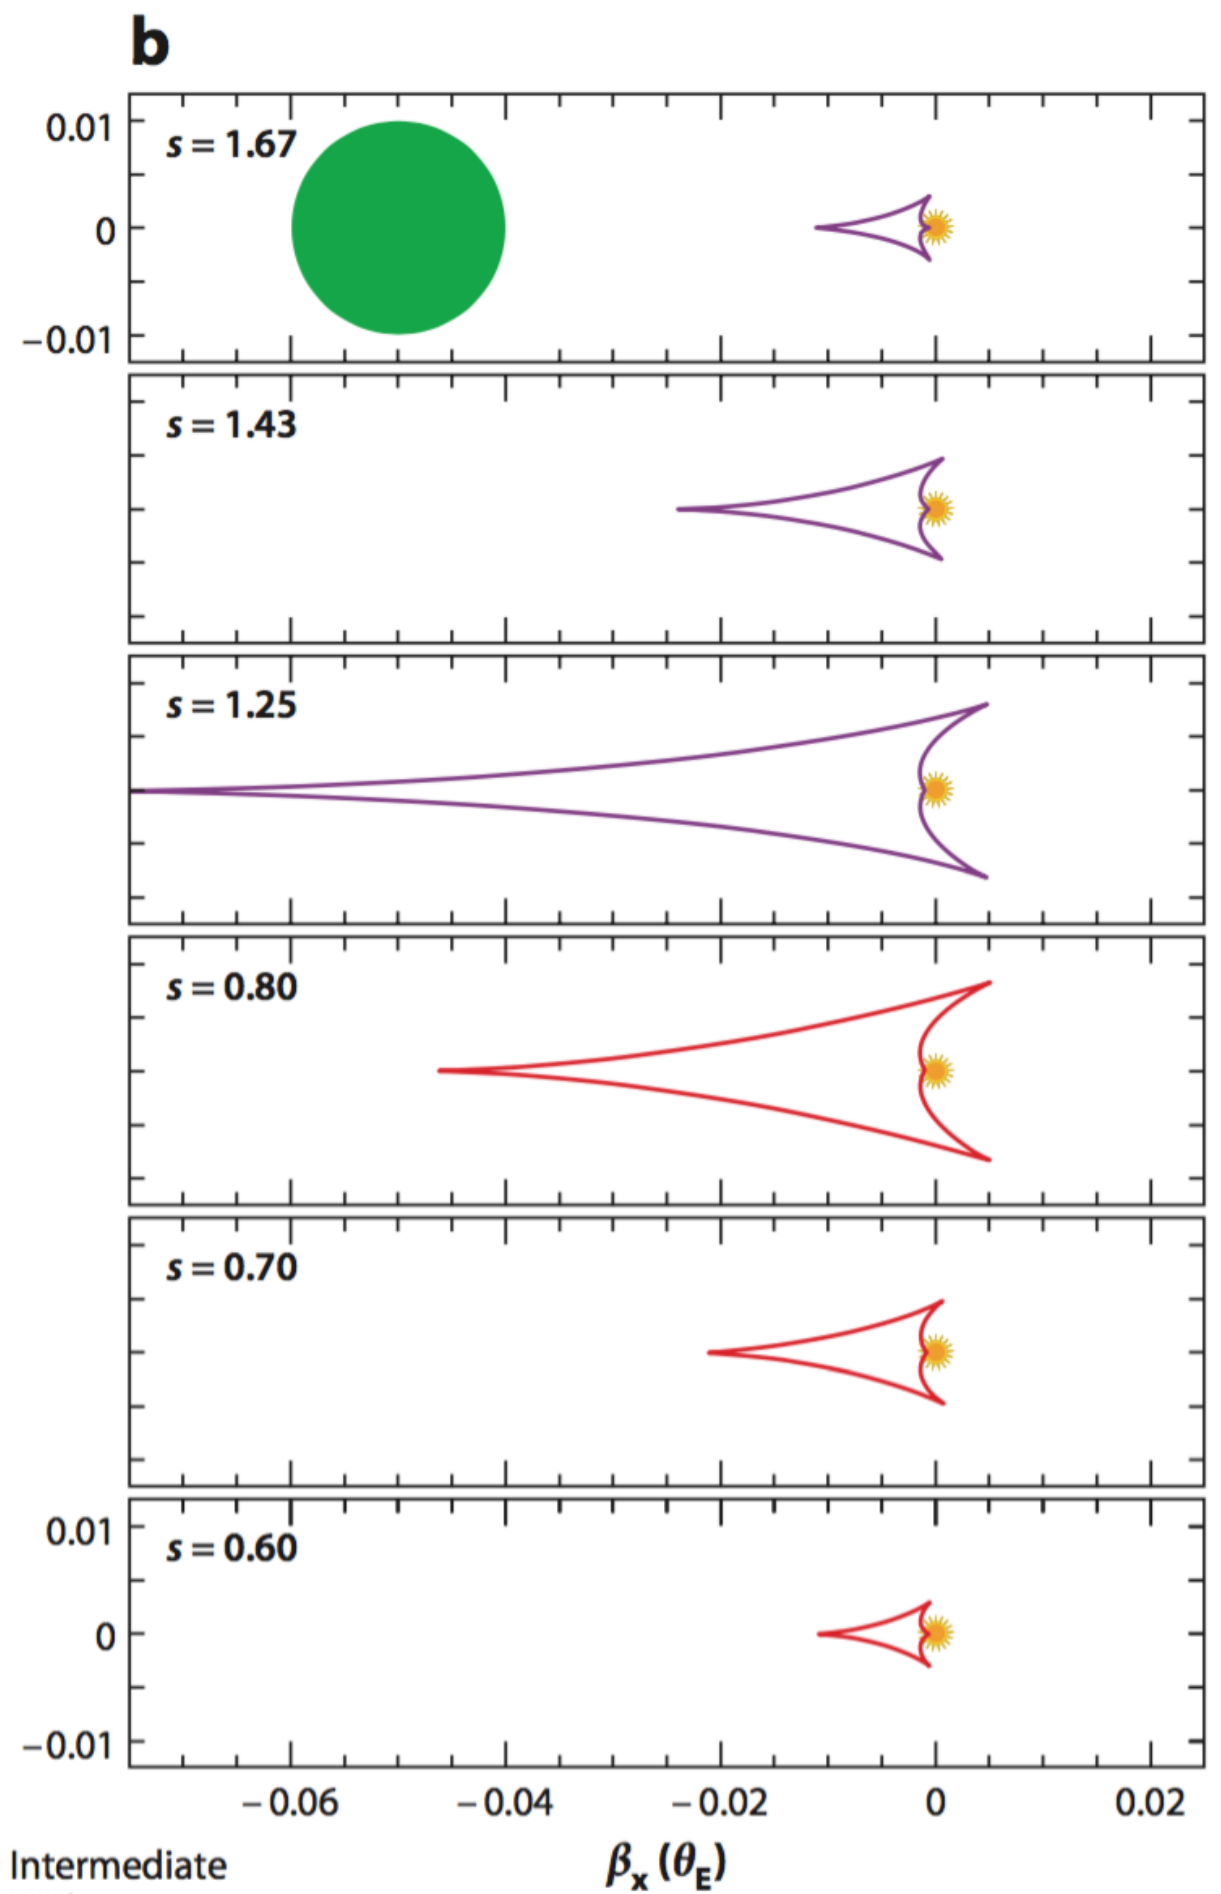 b
0.01
s = 1.67
0
−0.01
s = 1.43
s = 1.25
s = 0.80
s = 0.70
0.01
s = 0.60
0
−0.01
−0.06 −0.04 −0.02 0 0.02
Intermediate
βx (θE)